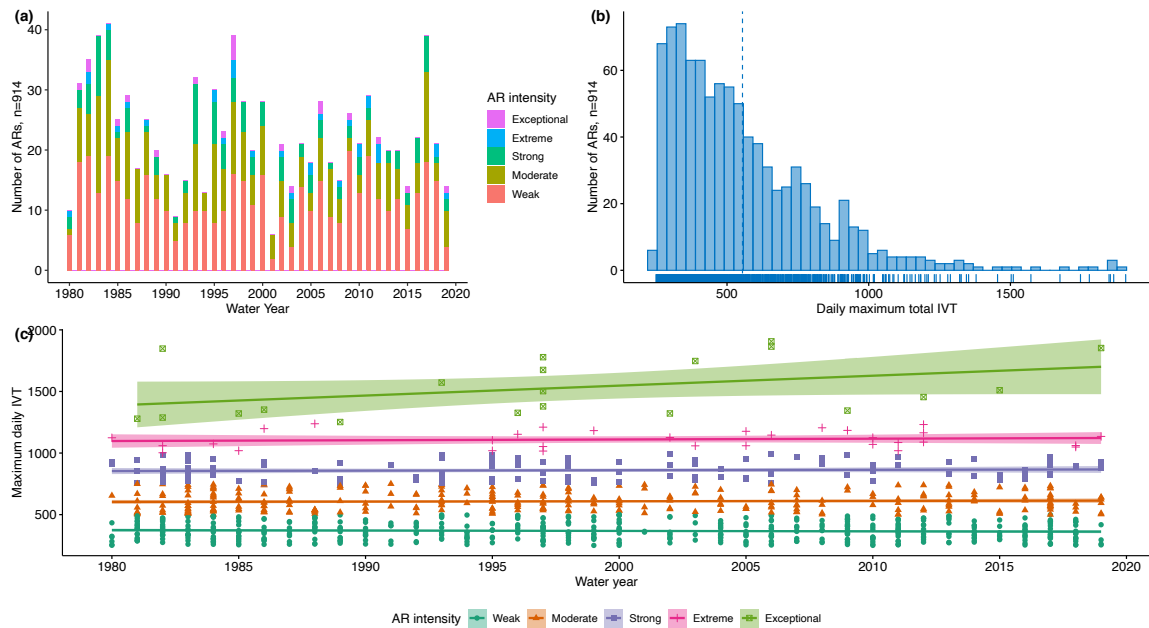 (a)
Number of ARs, n=914
40
30
20
10
0
1980 1985 1990 1995 2000 2005 2010 2015 2020
Water Year
AR intensity
Exceptional
Extreme
Strong
Moderate
Weak
(b)
Number of ARs, n=914
60
40
20
0
500 1000 1500
Daily maximum total IVT
(c)
Maximum daily IVT
2000
1500
1000
500
1980 1985 1990 1995 2000 2005 2010 2015 2020
Water year
AR intensity Weak Moderate Strong Extreme Exceptional